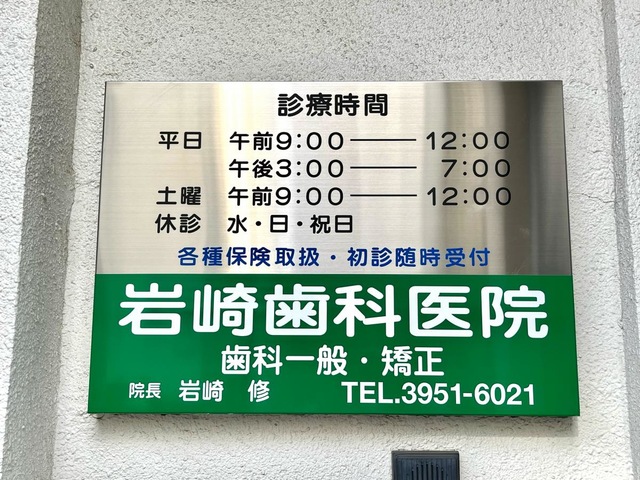 診療時間
平日 午前9:00――12:00
午後3:00―― 7:00
土曜 午前9:00――12:00
休診 水・日・祝日
各種保険取扱・初診随時受付
岩崎歯科医院
歯科一般・矯正
院長 岩崎 修 TEL.3951-6021